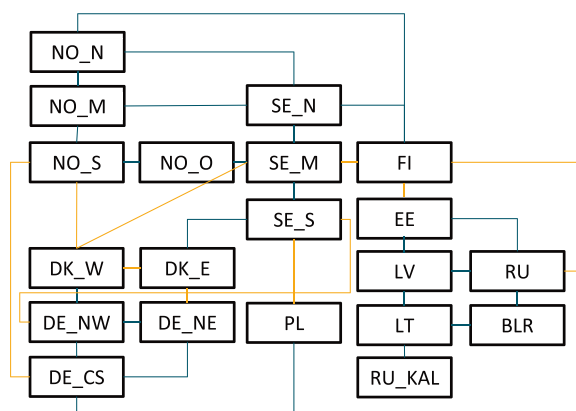 NO_N
NO_M
SE_N
NO_S
NO_O
SE_M
FI
SE_S
EE
DK_W
DK_E
LV
RU
DE_NW
DE_NE
PL
LT
BLR
DE_CS
RU_KAL